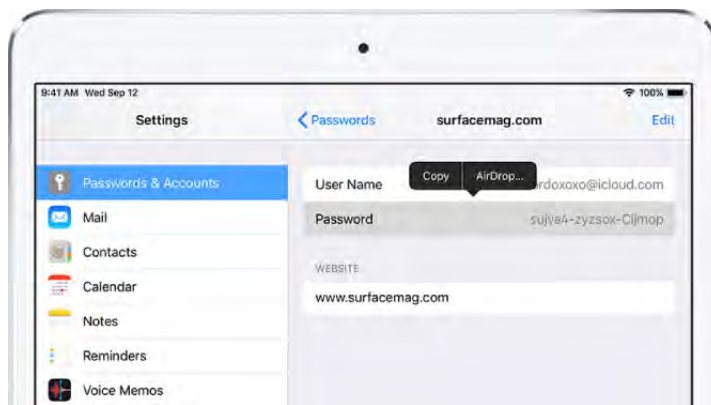 9:41 AM Wed Sep 12
100%
Settings
Passwords
surfacemag.com
Edit
Passwords & Accounts
Mail
Contacts
Calendar
Notes
Reminders
Voice Memos
Copy
AirDrop...
User Name
rdoxoxo@icloud.com
Password
sujve4-zyzsox-Cijmop
WEBSITE
www.surfacemag.com